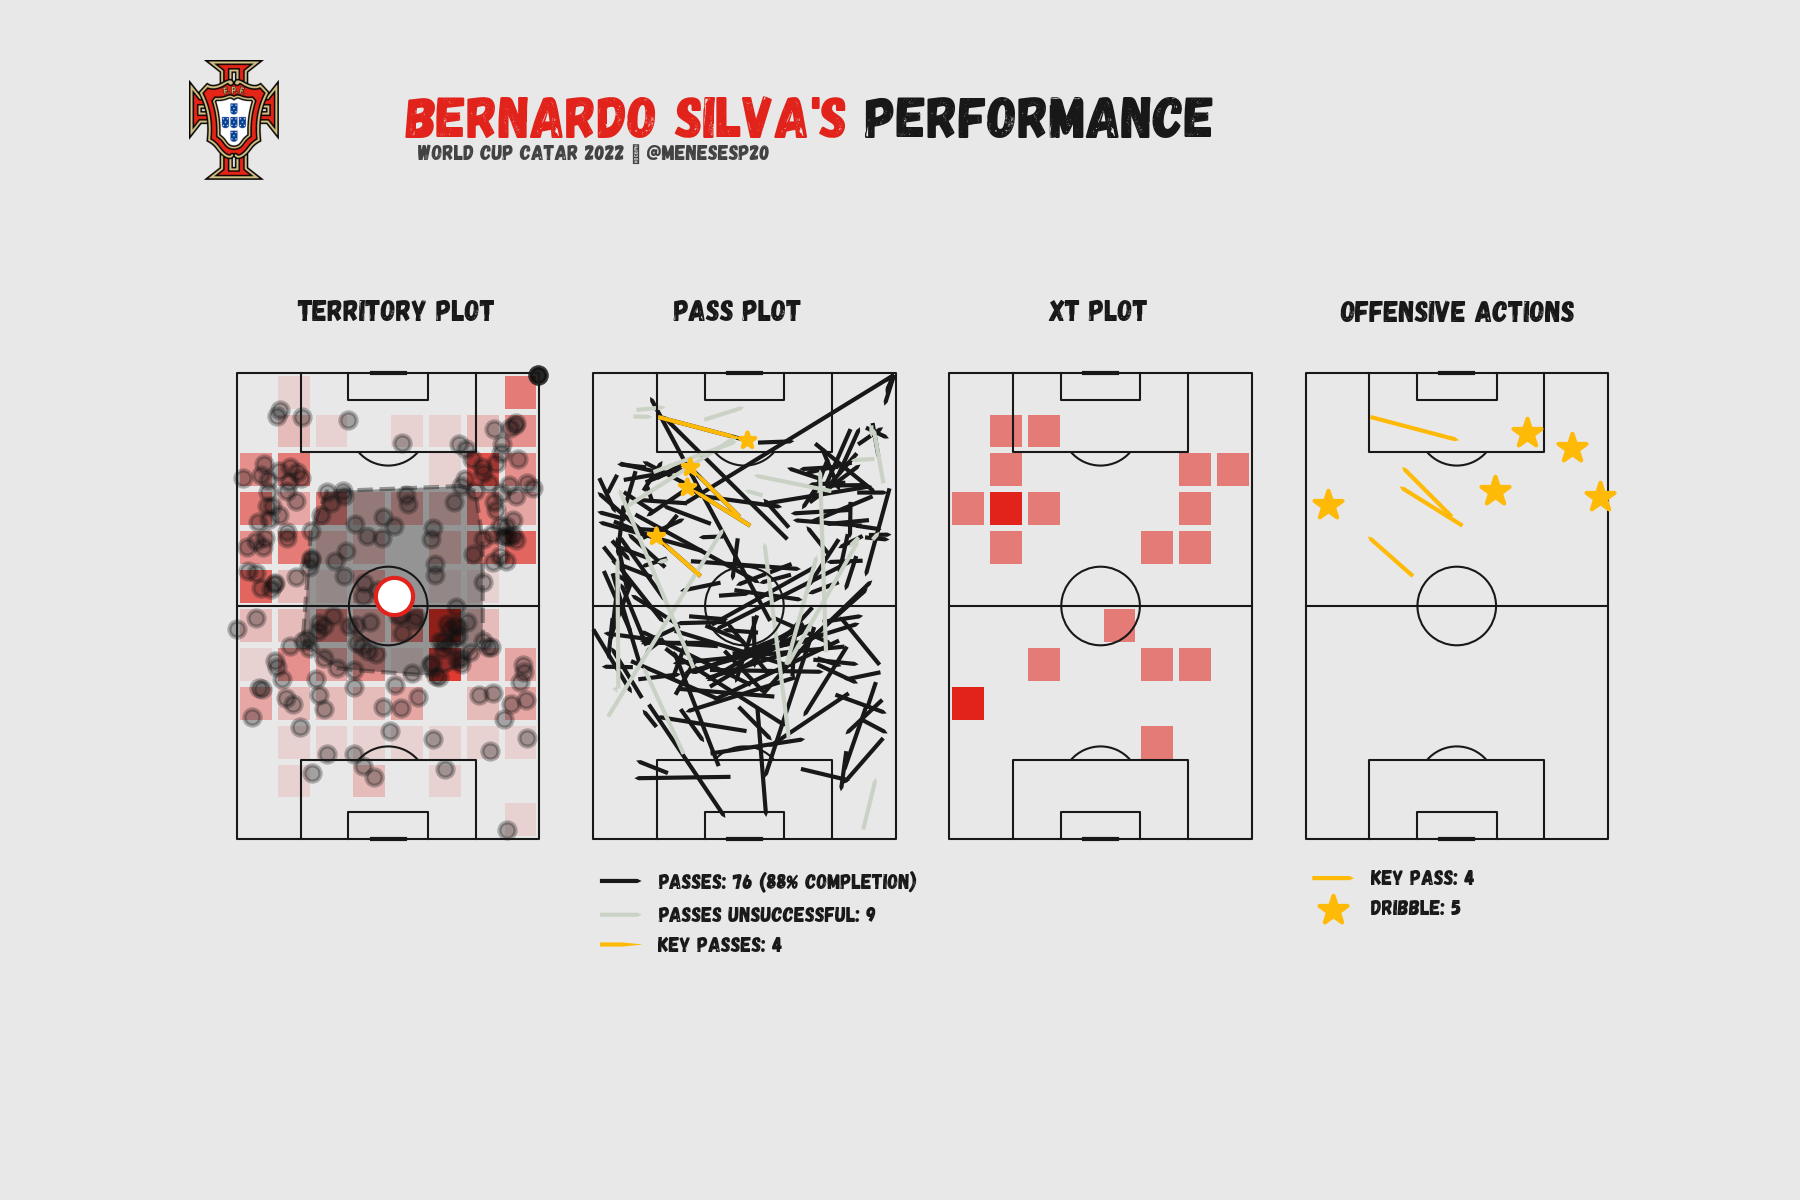 FPF
BERNARDO SILVA'S PERFORMANCE
WORLD CUP CATAR 2022 @MENESESP20
TERRITORY PLOT
PASS PLOT
XT PLOT
OFFENSIVE ACTIONS
PASSES: 76 (88% COMPLETION)
PASSES UNSUCCESSFUL: 9
KEY PASSES: 4
KEY PASS: 4
DRIBBLE: 5